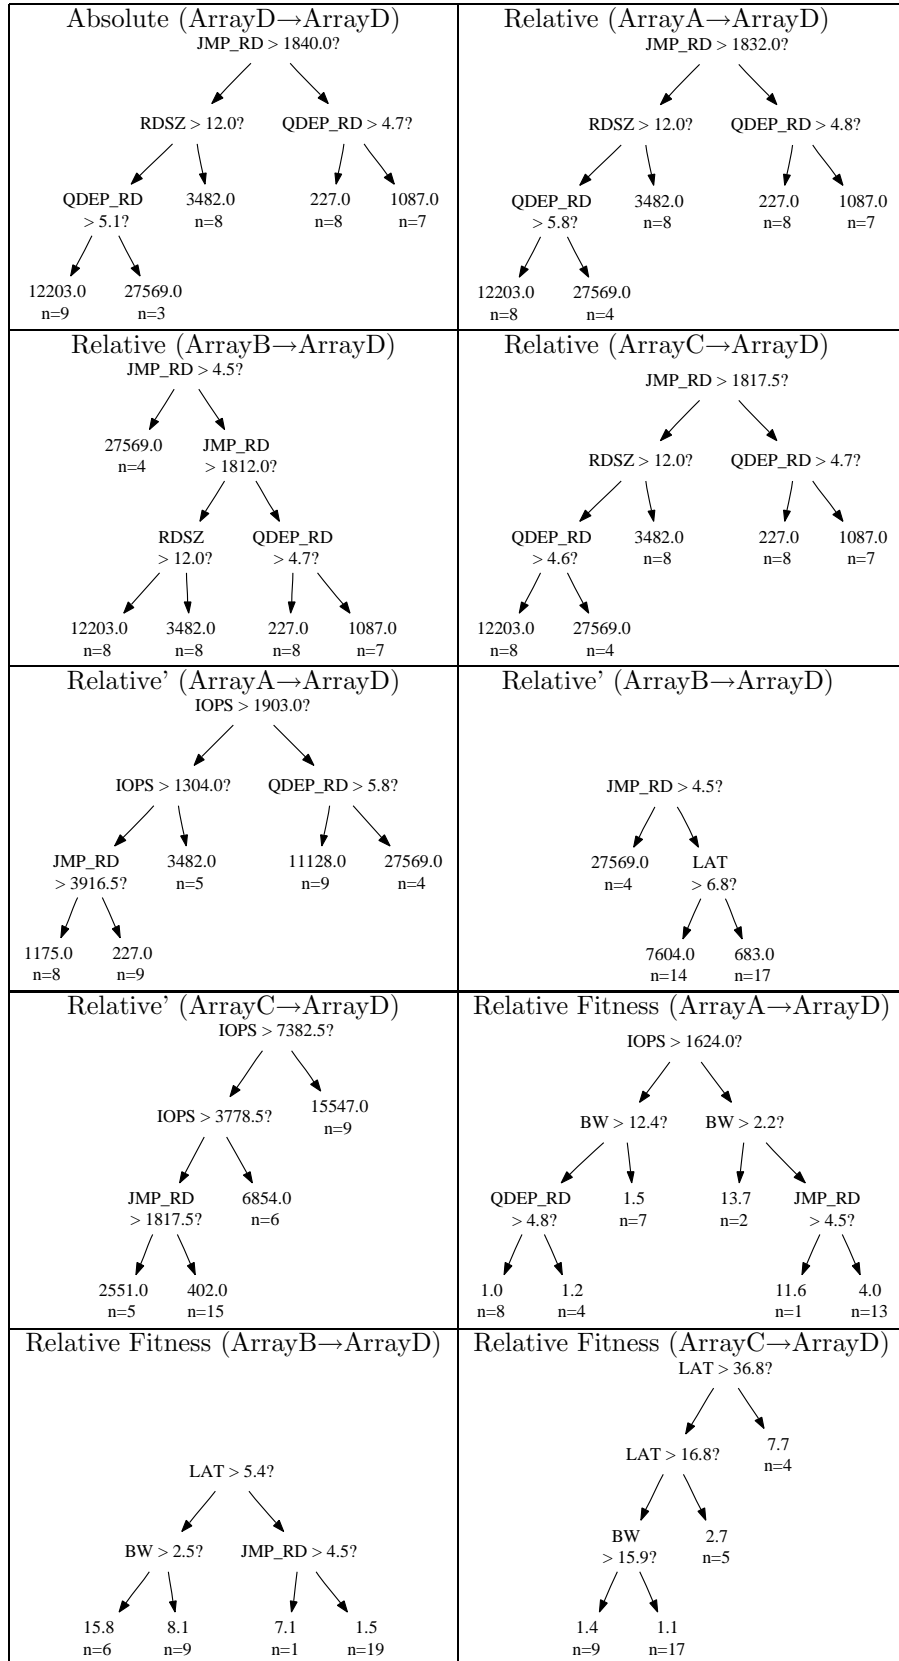 Absolute (ArrayD→ArrayD)
JMP_RD > 1840.0?
RDSZ > 12.0? QDEP_RD > 4.7?
QDEP_RD 3482.0 227.0 1087.0
> 5.1? n=8 n=8 n=7
12203.0 27569.0
n=9 n=3
Relative (ArrayA→ArrayD)
JMP_RD > 1832.0?
RDSZ > 12.0? QDEP_RD > 4.8?
QDEP_RD 3482.0 227.0 1087.0
> 5.8? n=8 n=8 n=7
12203.0 27569.0
n=8 n=4
Relative (ArrayB→ArrayD)
JMP_RD > 4.5?
27569.0 JMP_RD
n=4 > 1812.0?
RDSZ QDEP_RD
> 12.0? > 4.7?
12203.0 3482.0 227.0 1087.0
n=8 n=8 n=8 n=7
Relative (ArrayC→ArrayD)
JMP_RD > 1817.5?
RDSZ > 12.0? QDEP_RD > 4.7?
QDEP_RD 3482.0 227.0 1087.0
> 4.6? n=8 n=8 n=7
12203.0 27569.0
n=8 n=4
Relative' (ArrayA→ArrayD)
IOPS > 1903.0?
IOPS > 1304.0? QDEP_RD > 5.8?
JMP_RD 3482.0 11128.0 27569.0
> 3916.5? n=5 n=9 n=4
1175.0 227.0
n=8 n=9
Relative' (ArrayB→ArrayD)
JMP_RD > 4.5?
27569.0 LAT
n=4 > 6.8?
7604.0 683.0
n=14 n=17
Relative' (ArrayC→ArrayD)
IOPS > 7382.5?
IOPS > 3778.5? 15547.0
n=9
JMP_RD 6854.0
> 1817.5? n=6
2551.0 402.0
n=5 n=15
Relative Fitness (ArrayA→ArrayD)
IOPS > 1624.0?
BW > 12.4? BW > 2.2?
QDEP_RD 1.5 13.7 JMP_RD
> 4.8? n=7 n=2 > 4.5?
1.0 1.2 11.6 4.0
n=8 n=4 n=1 n=13
Relative Fitness (ArrayB→ArrayD)
LAT > 5.4?
BW > 2.5? JMP_RD > 4.5?
15.8 8.1 7.1 1.5
n=6 n=9 n=1 n=19
Relative Fitness (ArrayC→ArrayD)
LAT > 36.8?
LAT > 16.8? 7.7
n=4
BW 2.7
> 15.9? n=5
1.4 1.1
n=9 n=17